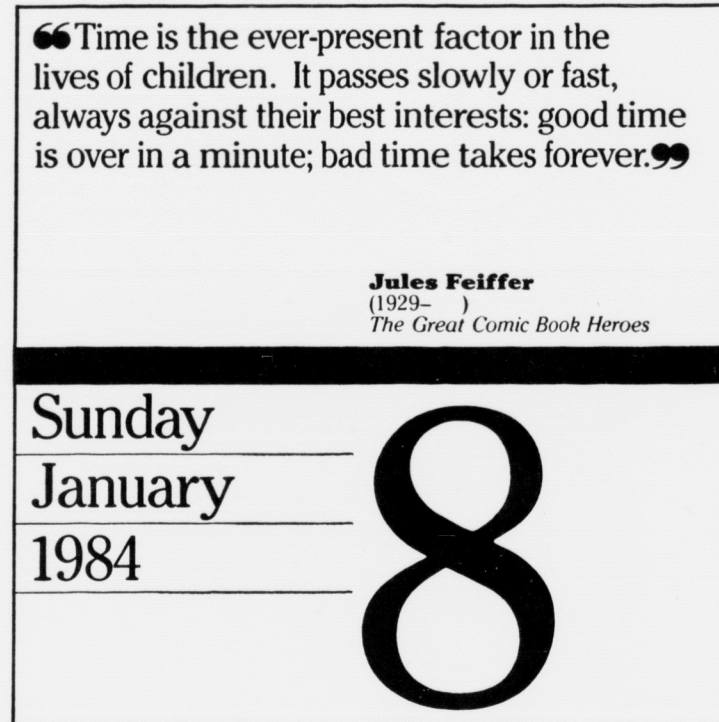 “Time is the ever-present factor in the
lives of children. It passes slowly or fast,
always against their best interests: good time
is over in a minute; bad time takes forever.”
Jules Feiffer
(1929– )
The Great Comic Book Heroes
Sunday
January
1984
8